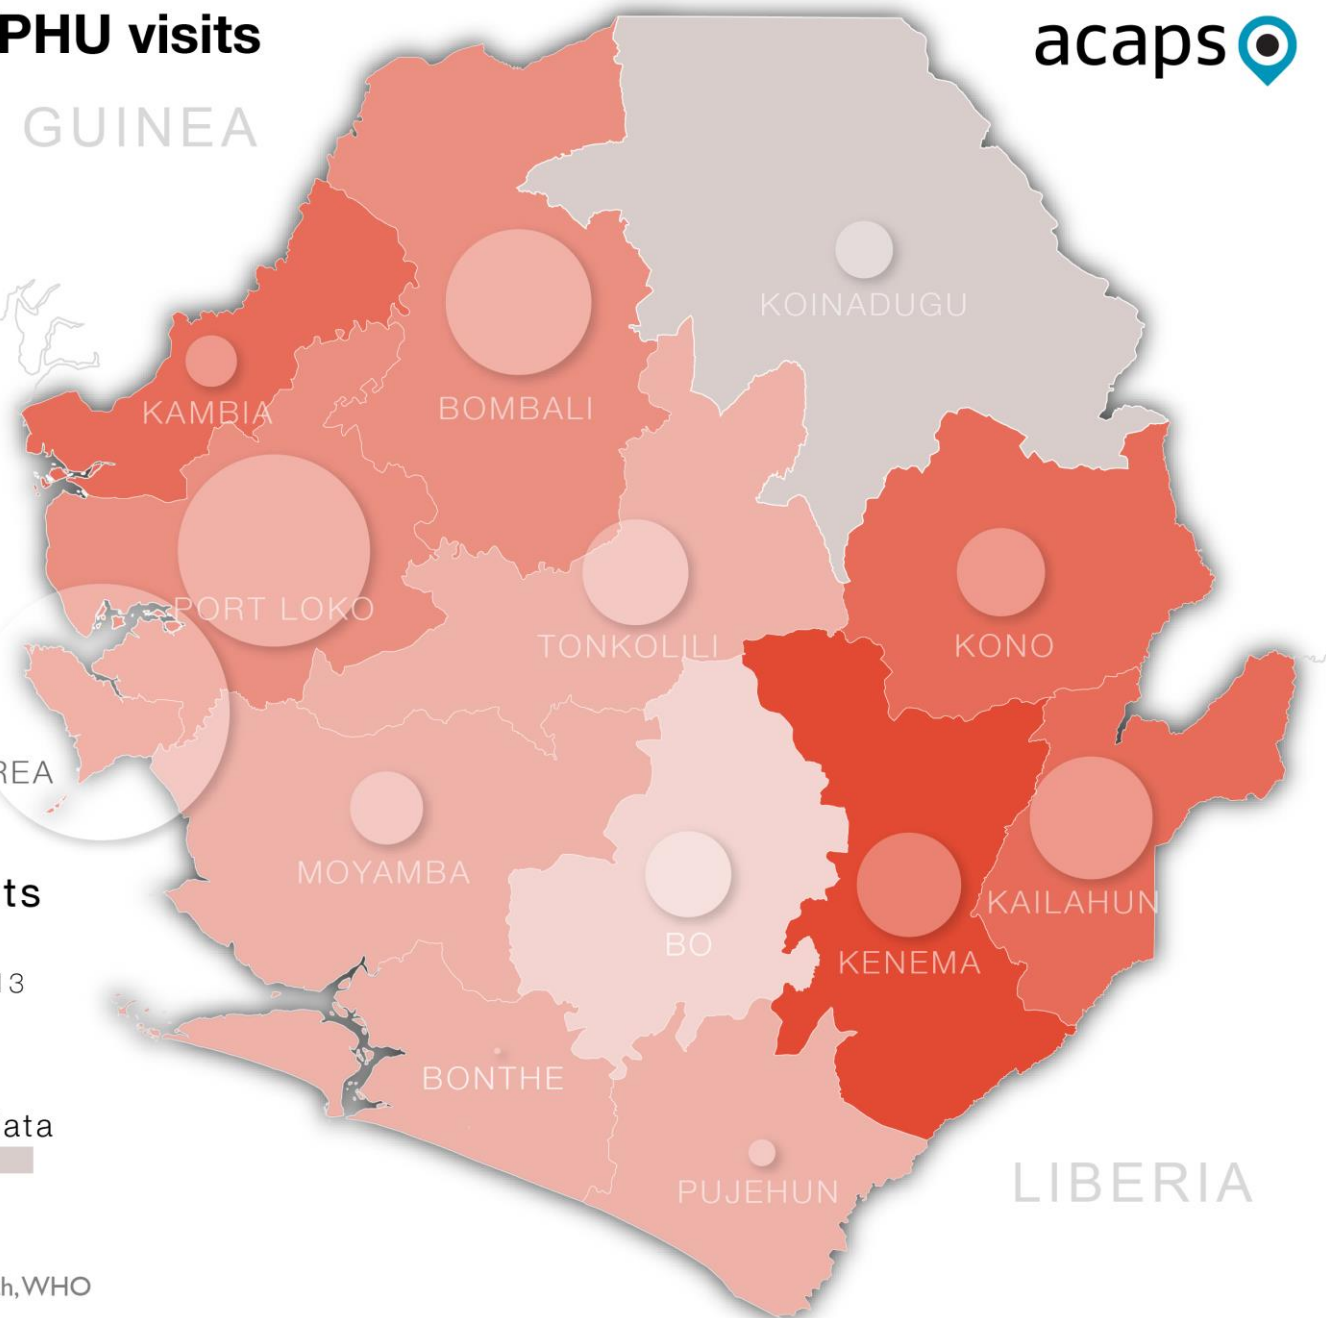 PHU visits
acaps
GUINEA
KOINADUGU
KAMBIA
BOMBALI
PORT LOKO
TONKOLILI
KONO
REA
MOYAMBA
ts
KAILAHUN
BO
KENEMA
13
BONTHE
ata
PUJEHUN
LIBERIA
h, WHO